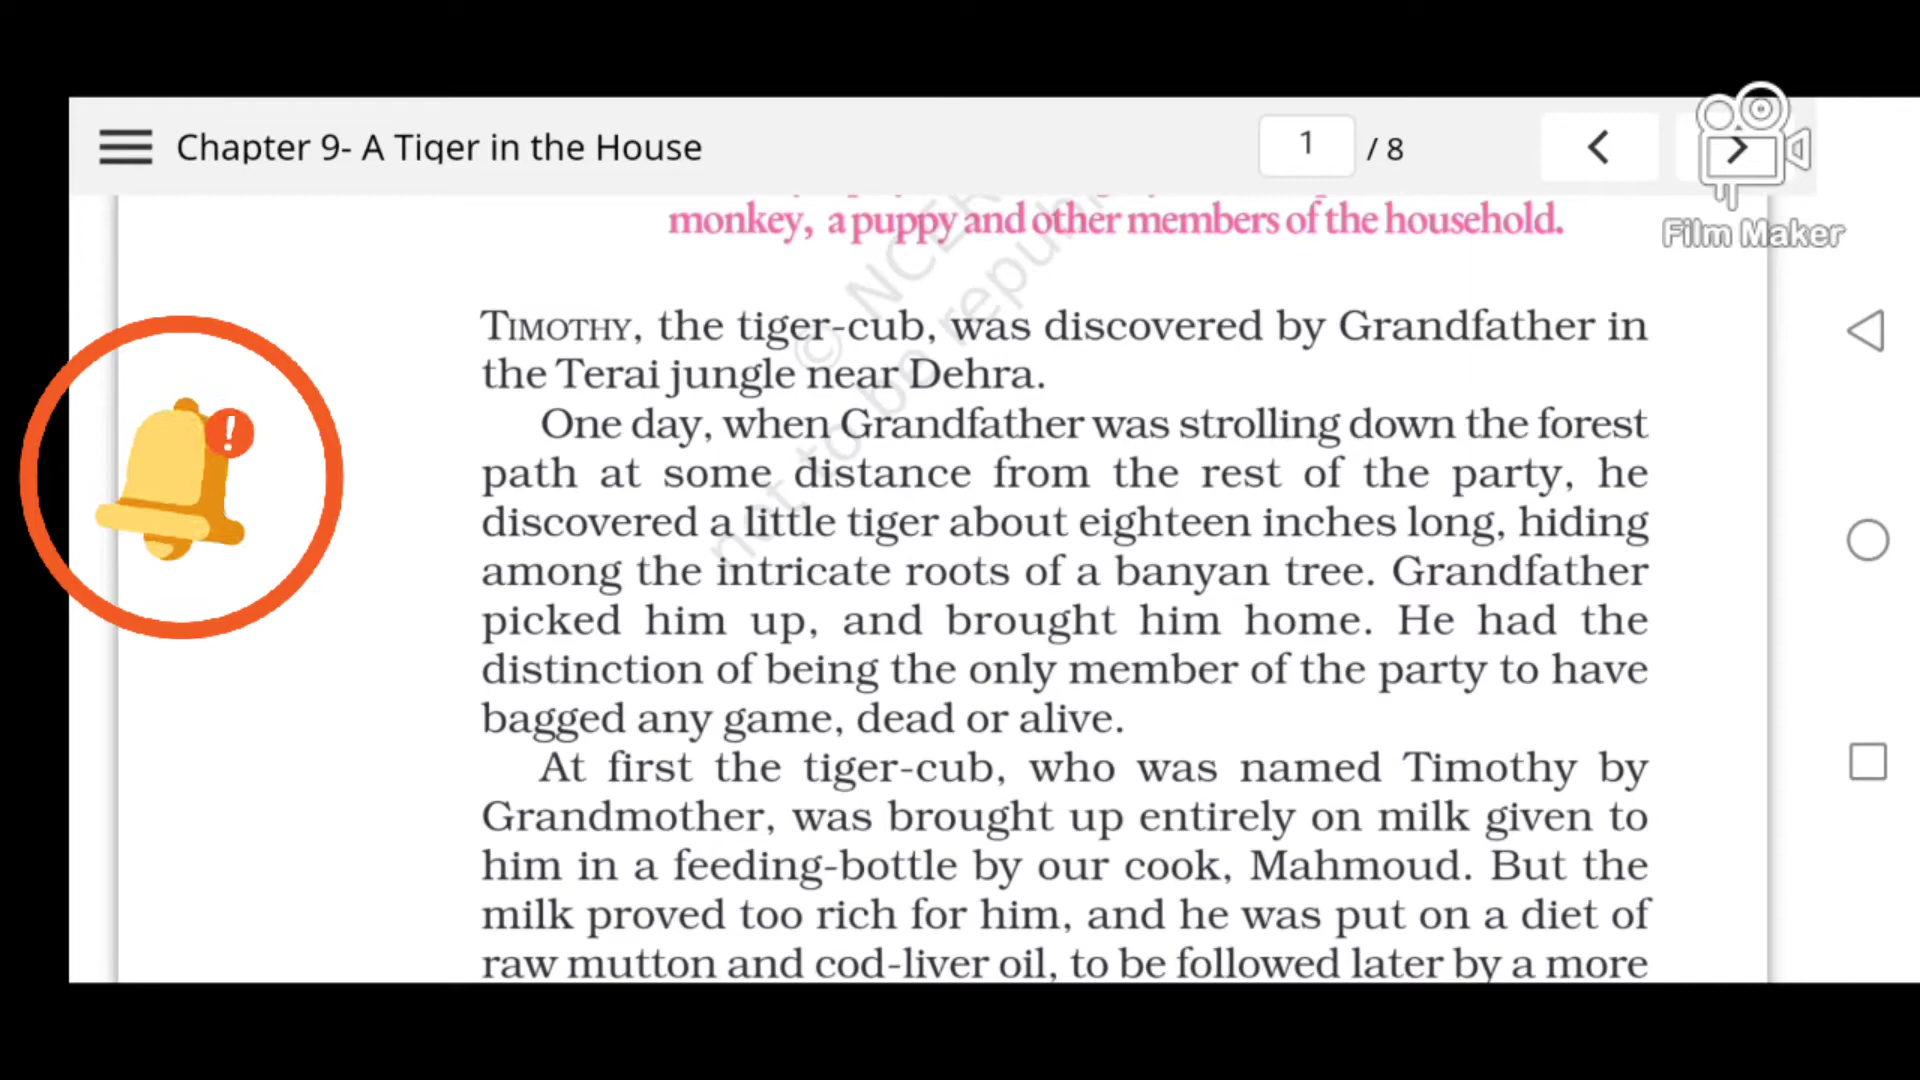 Chapter 9- A Tiger in the House
1 / 8
Film Maker
monkey, a puppy and other members of the household.
© NCER
not to be republi
TIMOTHY, the tiger-cub, was discovered by Grandfather in
the Terai jungle near Dehra.
One day, when Grandfather was strolling down the forest
path at some distance from the rest of the party, he
discovered a little tiger about eighteen inches long, hiding
among the intricate roots of a banyan tree. Grandfather
picked him up, and brought him home. He had the
distinction of being the only member of the party to have
bagged any game, dead or alive.
At first the tiger-cub, who was named Timothy by
Grandmother, was brought up entirely on milk given to
him in a feeding-bottle by our cook, Mahmoud. But the
milk proved too rich for him, and he was put on a diet of
raw mutton and cod-liver oil, to be followed later by a more